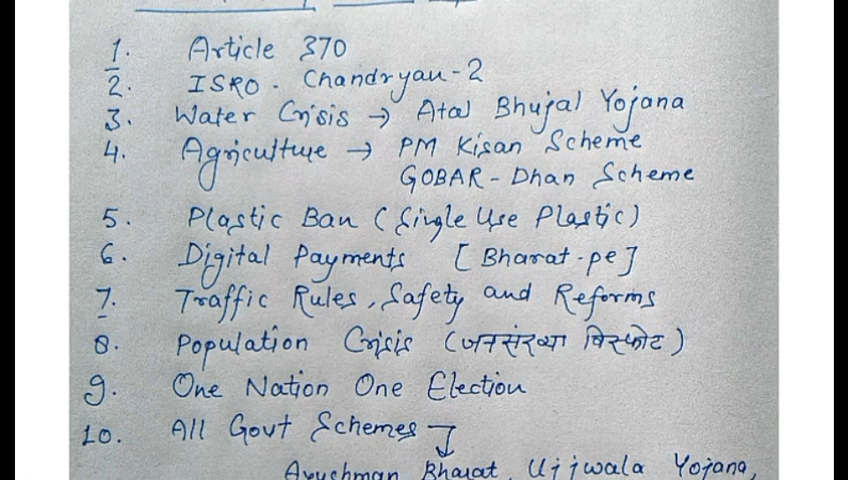 1. Article 370
2. ISRO - Chandryan-2
3. Water Crisis → Atal Bhujal Yojana
4. Agriculture → PM Kisan Scheme
GOBAR - Dhan Scheme
5. Plastic Ban (Single Use Plastic)
6. Digital Payments [Bharat-pe]
7. Traffic Rules, Safety and Reforms
8. Population Crisis (जनसंख्या विस्फोट)
9. One Nation One Election
10. All Govt Schemes →
Ayushman Bharat, Ujjwala Yojana,